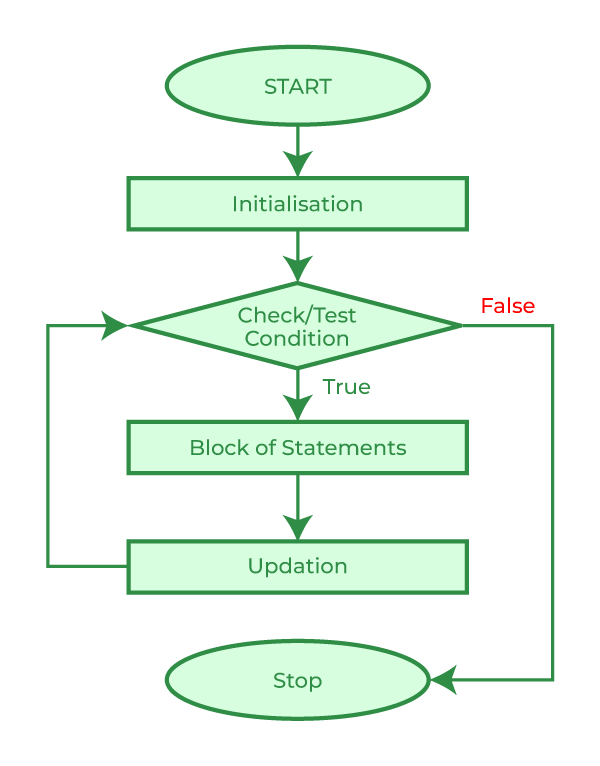 START
Initialisation
Check/Test
Condition
False
True
Block of Statements
Updation
Stop